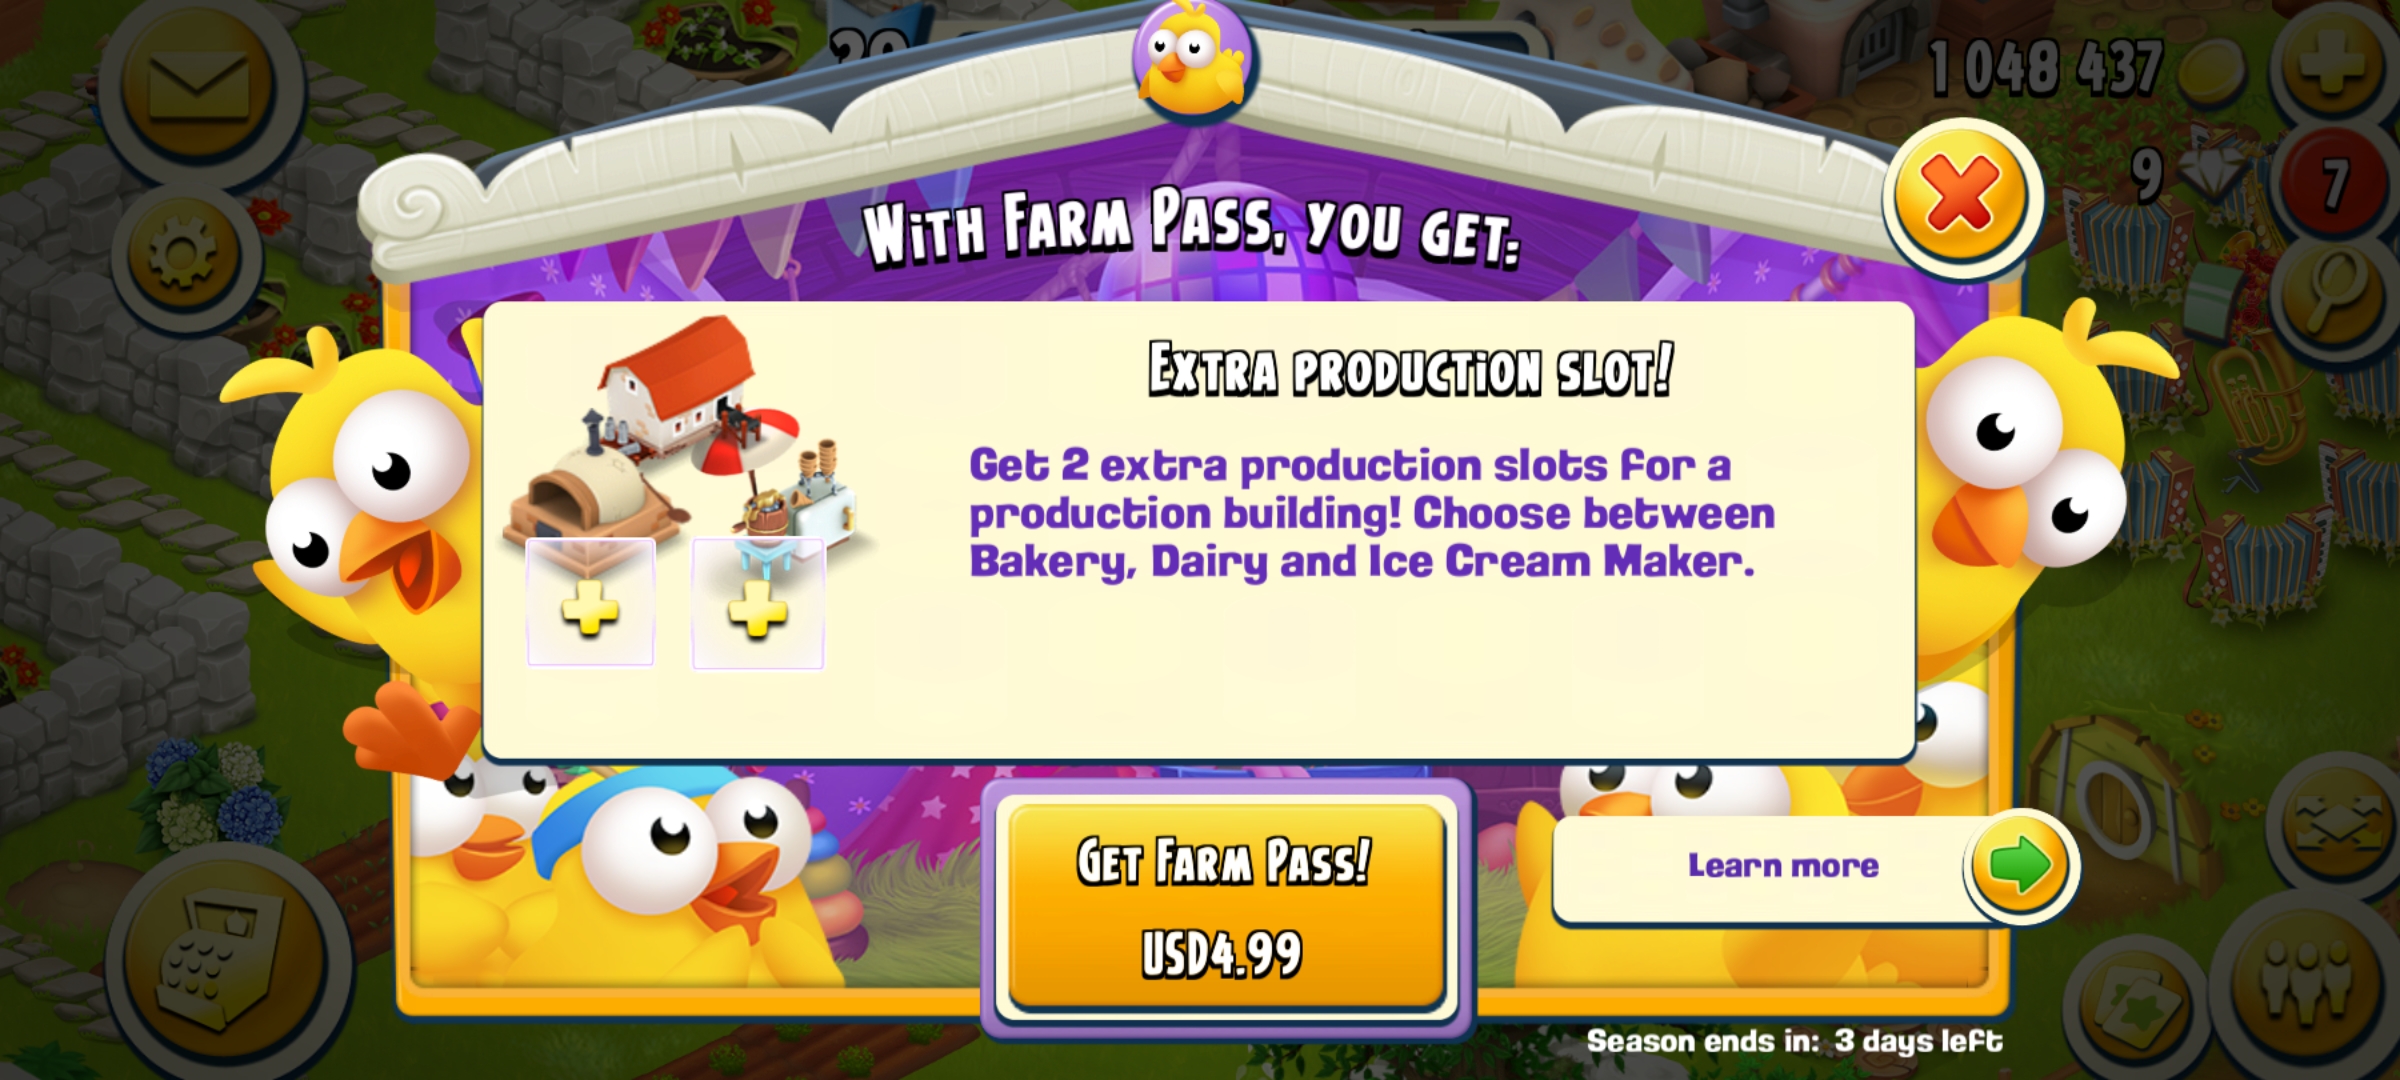 1 048 437
9
7
With Farm Pass, you get:
Extra production slot!
Get 2 extra production slots for a
production building! Choose between
Bakery, Dairy and Ice Cream Maker.
Get Farm Pass!
USD4.99
Learn more
Season ends in: 3 days left